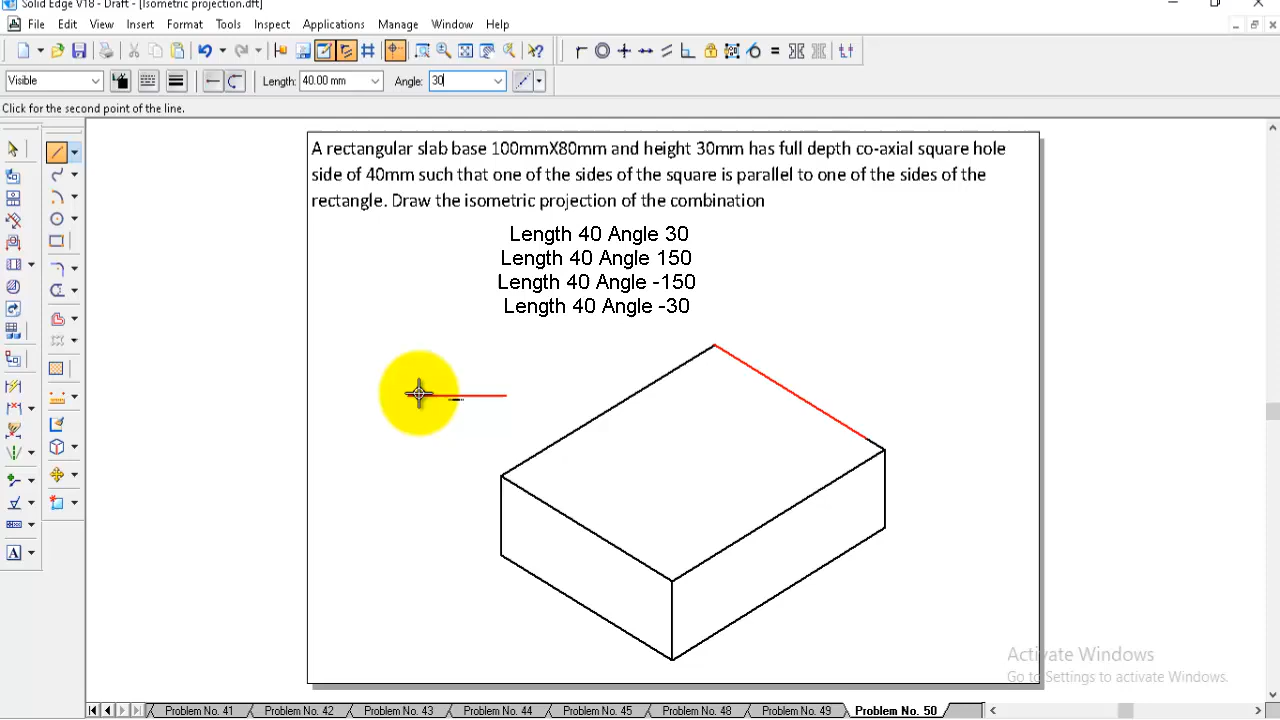 Solid Edge V18 - Draft - [Isometric projection.dft]
File Edit View Insert Format Tools Inspect Applications Manage Window Help
Visible Length: 40.00 mm Angle: 30
Click for the second point of the line.
A rectangular slab base 100mmX80mm and height 30mm has full depth co-axial square hole
side of 40mm such that one of the sides of the square is parallel to one of the sides of the
rectangle. Draw the isometric projection of the combination
Length 40 Angle 30
Length 40 Angle 150
Length 40 Angle -150
Length 40 Angle -30
Activate Windows
Go to Settings to activate Windows.
Problem No. 41 Problem No. 42 Problem No. 43 Problem No. 44 Problem No. 45 Problem No. 48 Problem No. 49 Problem No. 50